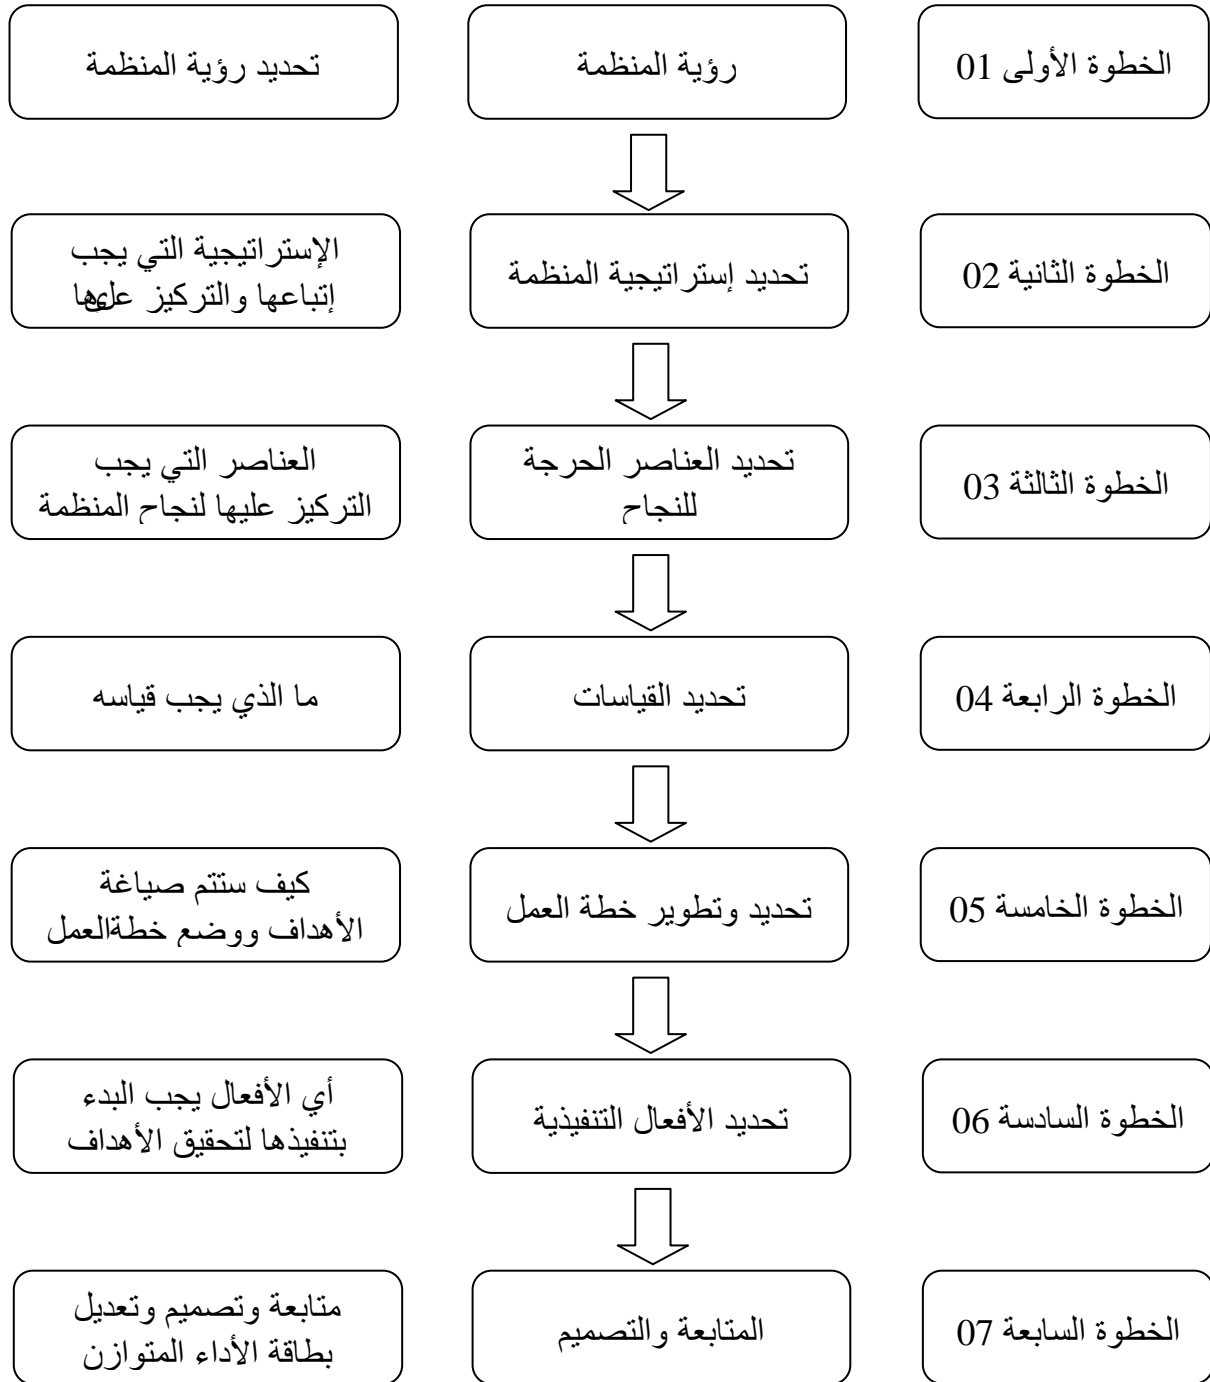 الخطوة الأولى 01
رؤية المنظمة
تحديد رؤية المنظمة
الخطوة الثانية 02
تحديد إستراتيجية المنظمة
الإستراتيجية التي يجب
إتباعها والتركيز عليها
الخطوة الثالثة 03
تحديد العناصر الحرجة
للنجاح
العناصر التي يجب
التركيز عليها لنجاح المنظمة
الخطوة الرابعة 04
تحديد القياسات
ما الذي يجب قياسه
الخطوة الخامسة 05
تحديد وتطوير خطة العمل
كيف ستتم صياغة
الأهداف ووضع خطةالعمل
الخطوة السادسة 06
تحديد الأفعال التنفيذية
أي الأفعال يجب البدء
بتنفيذها لتحقيق الأهداف
الخطوة السابعة 07
المتابعة والتصميم
متابعة وتصميم وتعديل
بطاقة الأداء المتوازن